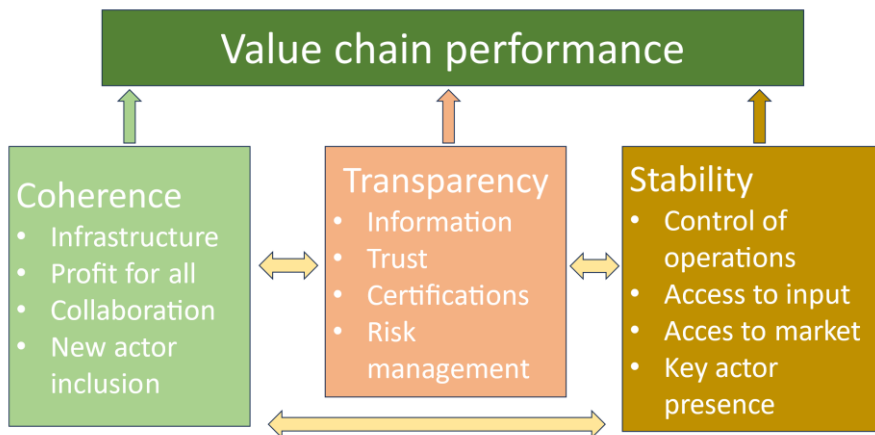 Value chain performance
Coherence
• Infrastructure
• Profit for all
• Collaboration
• New actor
inclusion
Transparency
• Information
• Trust
• Certifications
• Risk
management
Stability
• Control of
operations
• Access to input
• Acces to market
• Key actor
presence